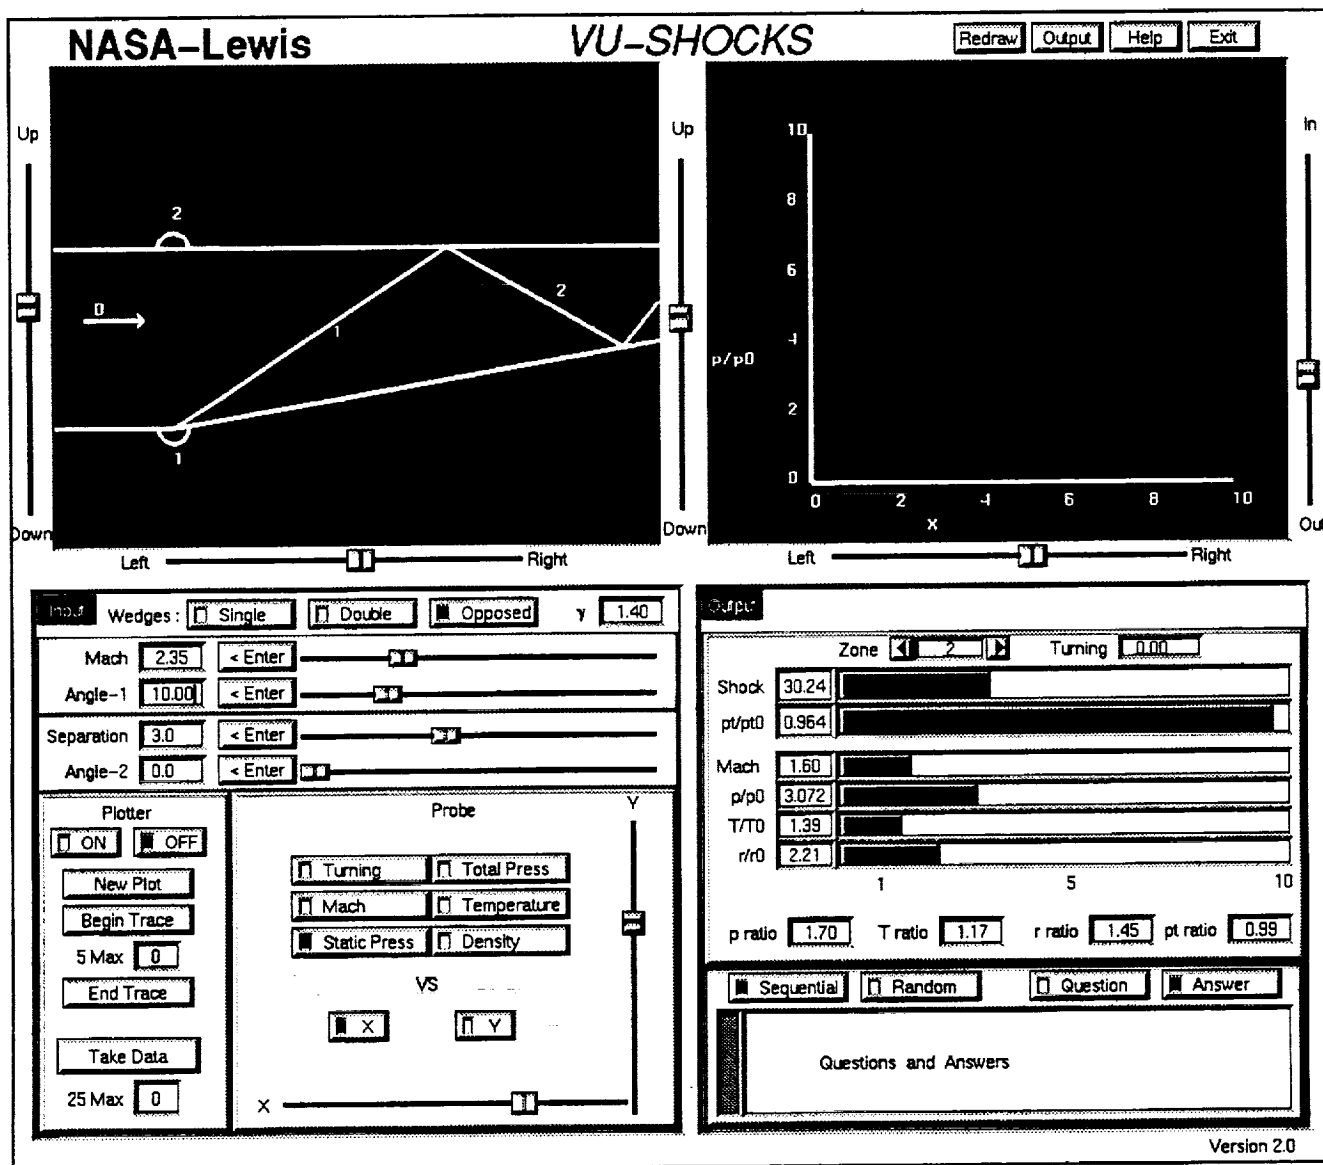 NASA-Lewis VU-SHOCKS Redraw Output Help Exit
Up Up In
2
0
1
2
1
Down Down Out
Left Right
10
8
6
4
2
0
p/p0
0 2 4 6 8 10
x
Left Right
Input Wedges : Single Double Opposed γ 1.40
Mach 2.35 < Enter
Angle-1 10.00 < Enter
Separation 3.0 < Enter
Angle-2 0.0 < Enter
Plotter
ON OFF
New Plot
Begin Trace
5 Max 0
End Trace
Take Data
25 Max 0
Probe Y
Turning Total Press
Mach Temperature
Static Press Density
VS
X Y
X
Output
Zone 2 Turning 0.00
Shock 30.24
pt/pt0 0.964
Mach 1.60
p/p0 3.072
T/T0 1.39
r/r0 2.21
1 5 10
p ratio 1.70 T ratio 1.17 r ratio 1.45 pt ratio 0.99
Sequential Random Question Answer
Questions and Answers
Version 2.0